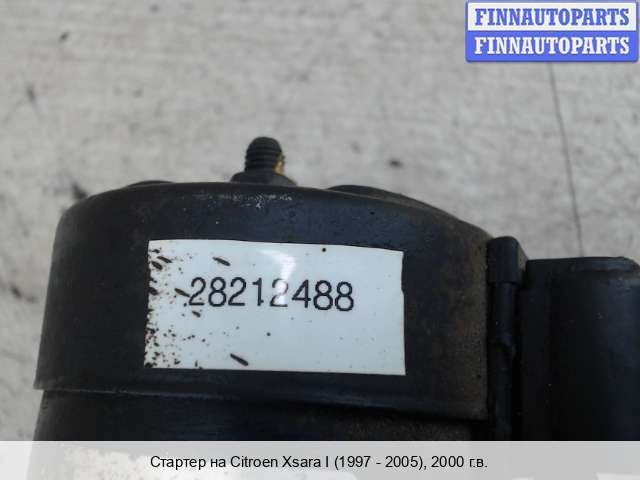 FINNAUTOPARTS
FINNAUTOPARTS
28212488
Стартер на Citroen Xsara I (1997 - 2005), 2000 г.в.